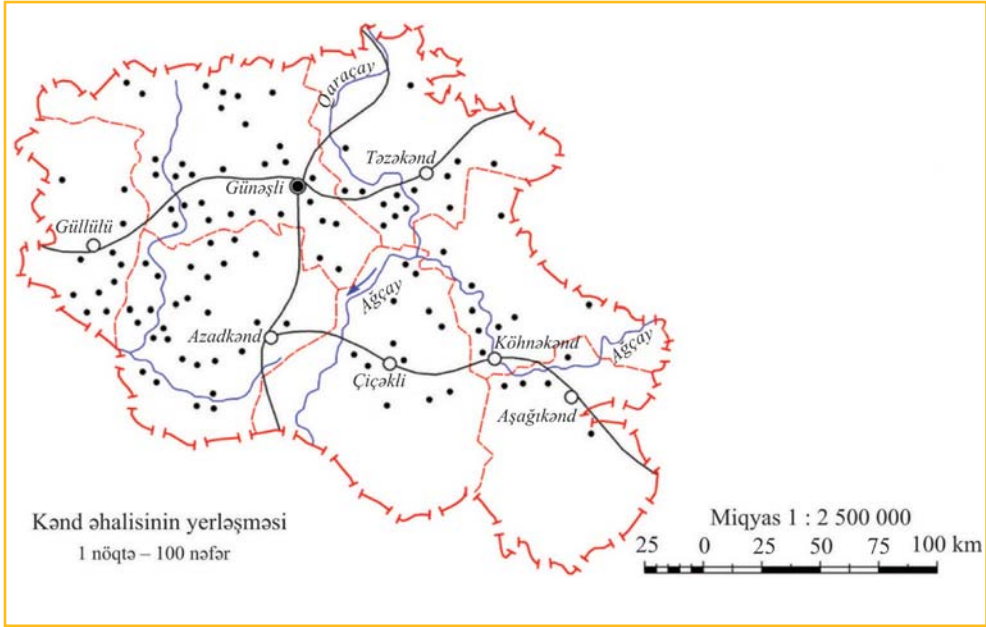 Qaraçay
Təzəkənd
Günəşli
Güllülü
Ağçay
Azadkənd
Köhnəkənd
Ağçay
Çiçəkli
Aşağıkənd
Kənd əhalisinin yerləşməsi
1 nöqtə – 100 nəfər
Miqyas 1 : 2 500 000
25 0 25 50 75 100 km